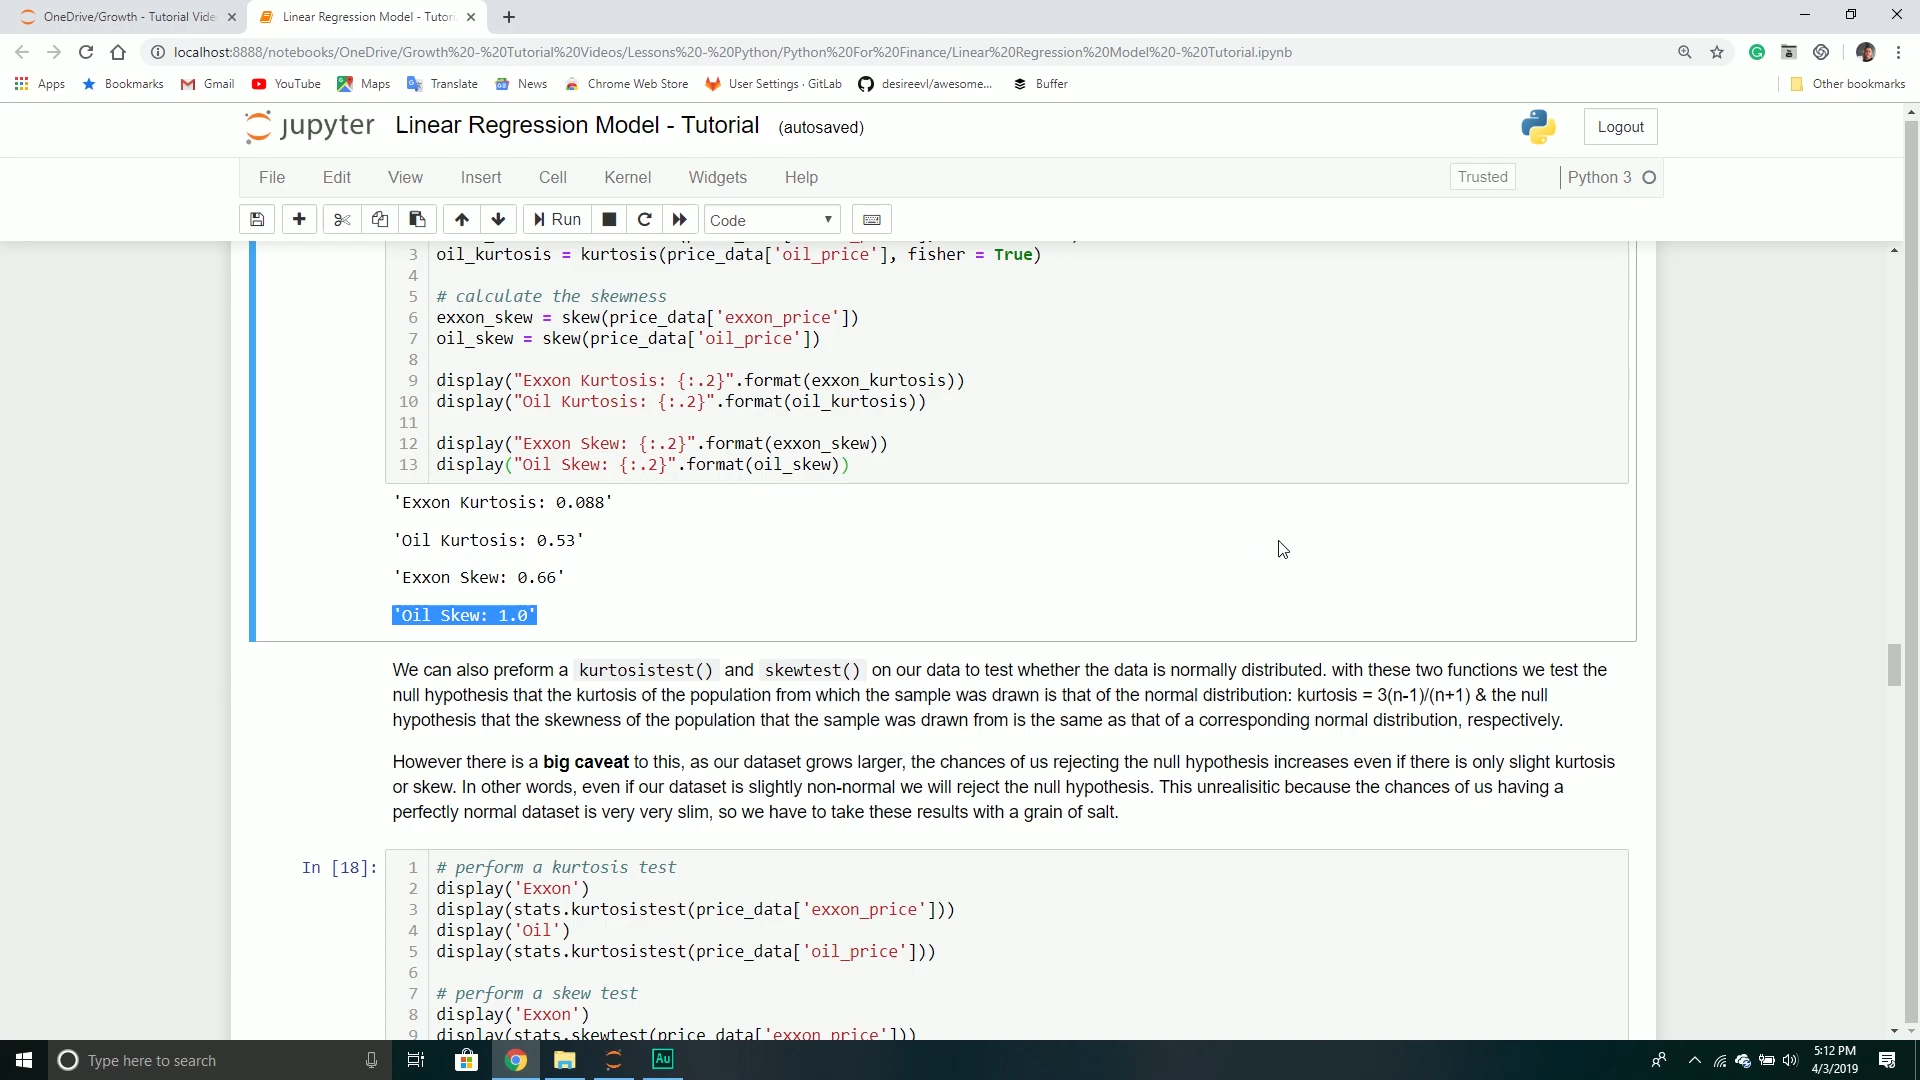 OneDrive/Growth - Tutorial Vide
Linear Regression Model - Tutori
localhost:8888/notebooks/OneDrive/Growth%20-%20Tutorial%20Videos/Lessons%20-%20Python/Python%20For%20Finance/Linear%20Regression%20Model%20-%20Tutorial.ipynb
Apps Bookmarks Gmail YouTube Maps Translate News Chrome Web Store User Settings · GitLab desireevl/awesome... Buffer Other bookmarks
jupyter Linear Regression Model - Tutorial (autosaved) Logout
File Edit View Insert Cell Kernel Widgets Help Trusted Python 3
Run Code
3 oil_kurtosis = kurtosis(price_data['oil_price'], fisher = True)
4
5 # calculate the skewness
6 exxon_skew = skew(price_data['exxon_price'])
7 oil_skew = skew(price_data['oil_price'])
8
9 display("Exxon Kurtosis: {:.2}".format(exxon_kurtosis))
10 display("Oil Kurtosis: {:.2}".format(oil_kurtosis))
11
12 display("Exxon Skew: {:.2}".format(exxon_skew))
13 display("Oil Skew: {:.2}".format(oil_skew))
'Exxon Kurtosis: 0.088'
'Oil Kurtosis: 0.53'
'Exxon Skew: 0.66'
'Oil Skew: 1.0'
We can also preform a kurtosistest() and skewtest() on our data to test whether the data is normally distributed. with these two functions we test the
null hypothesis that the kurtosis of the population from which the sample was drawn is that of the normal distribution: kurtosis = 3(n-1)/(n+1) & the null
hypothesis that the skewness of the population that the sample was drawn from is the same as that of a corresponding normal distribution, respectively.
However there is a big caveat to this, as our dataset grows larger, the chances of us rejecting the null hypothesis increases even if there is only slight kurtosis
or skew. In other words, even if our dataset is slightly non-normal we will reject the null hypothesis. This unrealisitic because the chances of us having a
perfectly normal dataset is very very slim, so we have to take these results with a grain of salt.
In [18]:
1 # perform a kurtosis test
2 display('Exxon')
3 display(stats.kurtosistest(price_data['exxon_price']))
4 display('Oil')
5 display(stats.kurtosistest(price_data['oil_price']))
6
7 # perform a skew test
8 display('Exxon')
9 display(stats.skewtest(price_data['exxon_price']))
Type here to search
Au
5:12 PM
4/3/2019